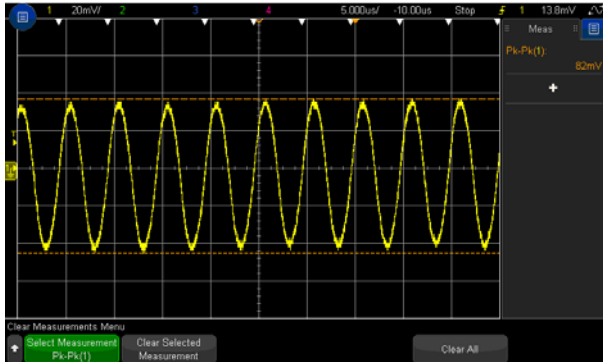 1 20mV/ 2 3 4 5.000us/ -10.00us Stop 1 13.8mV
Meas
Pk-Pk(1):
82mV
+
T
Clear Measurements Menu
Select Measurement
Pk-Pk(1)
Clear Selected
Measurement
Clear All